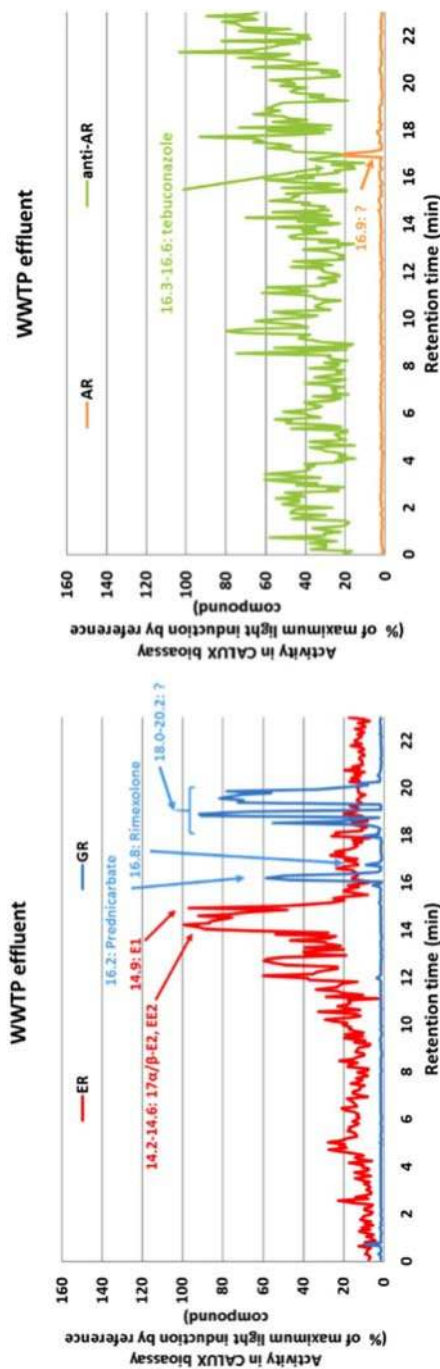 WWTP effluent
ER
GR
160
140
120
100
80
60
40
20
0
Activity in CALUX bioassay
(% of maximum light induction by reference
compound)
16.2: Prednicarbate
14.9: E1
14.2-14.6: 17α/β-E2, EE2
16.8: Rimexolone
18.0-20.2: ?
0 2 4 6 8 10 12 14 16 18 20 22
Retention time (min)
WWTP effluent
AR
anti-AR
160
140
120
100
80
60
40
20
0
Activity in CALUX bioassay
(% of maximum light induction by reference
compound)
16.3-16.6: tebuconazole
16.9: ?
0 2 4 6 8 10 12 14 16 18 20 22
Retention time (min)